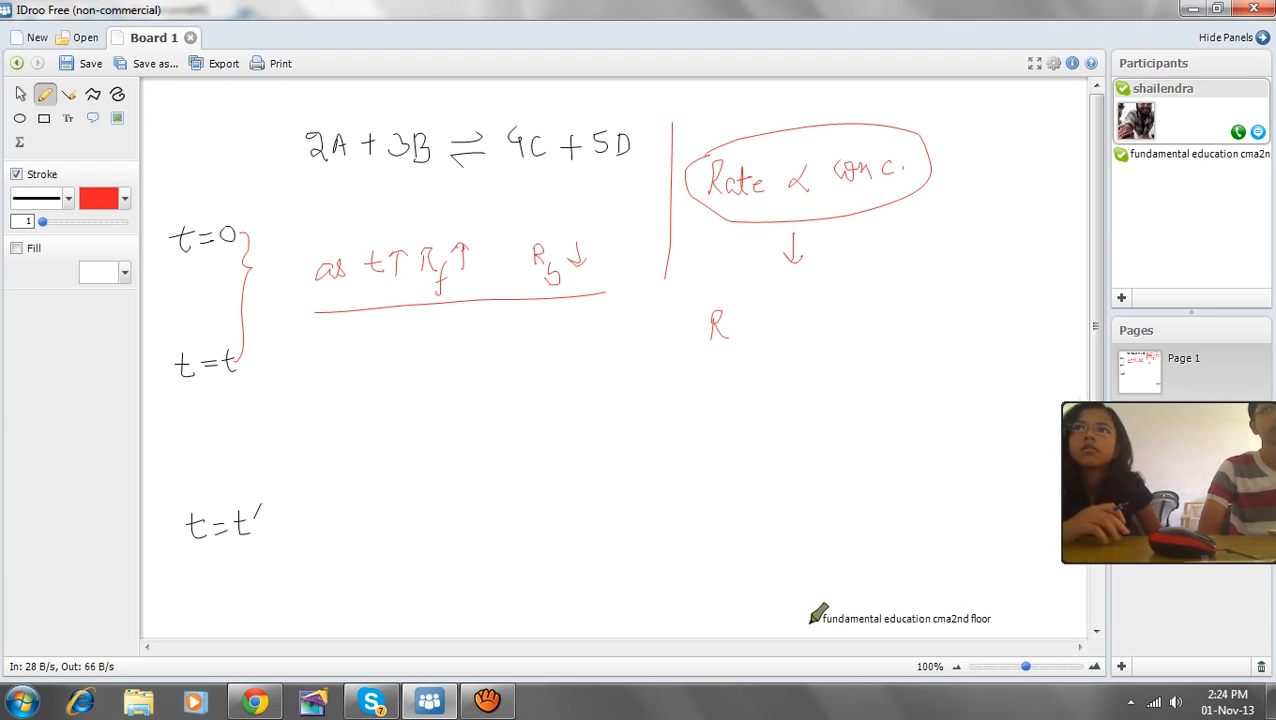 IDroo Free (non-commercial)
New
Open
Board 1
Hide Panels
Save
Save as...
Export
Print
Stroke
1
Fill
2A + 3B ⇌ 4C + 5D
Rate ∝ conc.
t=0
as t↑ Rf↑ Rb↓
R
t=t
t=t′
fundamental education cma2nd floor
Participants
shailendra
fundamental education cma2n
Pages
Page 1
In: 28 B/s, Out: 66 B/s
100%
7
2:24 PM
01-Nov-13